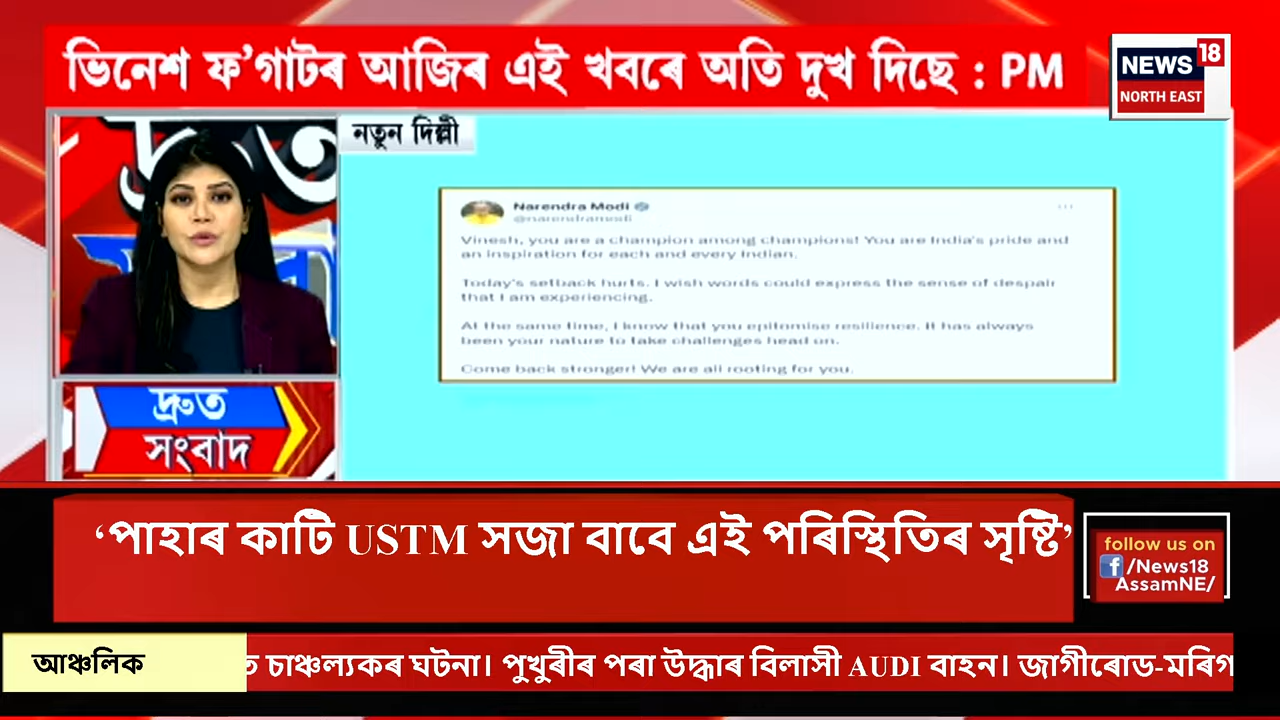 ভিনেশ ফ'গাটৰ আজিৰ এই খবৰে অতি দুখ দিছে : PM
NEWS 18
NORTH EAST
নতুন দিল্লী
Narendra Modi
@narendramodi
Vinesh, you are a champion among champions! You are India's pride and
an inspiration for each and every Indian.
Today's setback hurts. I wish words could express the sense of despair
that I am experiencing.
At the same time, I know that you epitomise resilience. It has always
been your nature to take challenges head on.
Come back stronger! We are all rooting for you.
দ্ৰুত
সংবাদ
‘পাহাৰ কাটি USTM সজা বাবে এই পৰিস্থিতিৰ সৃষ্টি’
follow us on
/News18
AssamNE/
আঞ্চলিক
ত চাঞ্চল্যকৰ ঘটনা। পুখুৰীৰ পৰা উদ্ধাৰ বিলাসী AUDI বাহন। জাগীৰোড-মৰিগ